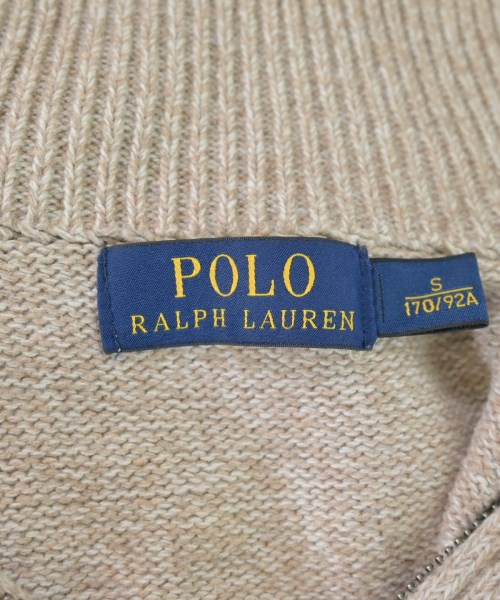 POLO
RALPH LAUREN
S
170/92A